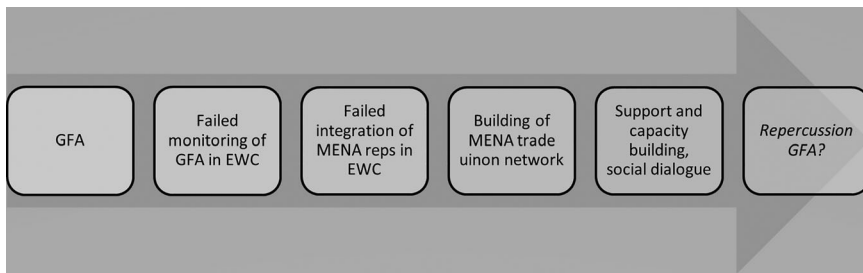 GFA
Failed
monitoring of
GFA in EWC
Failed
integration of
MENA reps in
EWC
Building of
MENA trade
uinon network
Support and
capacity
building,
social dialogue
Repercussion
GFA?